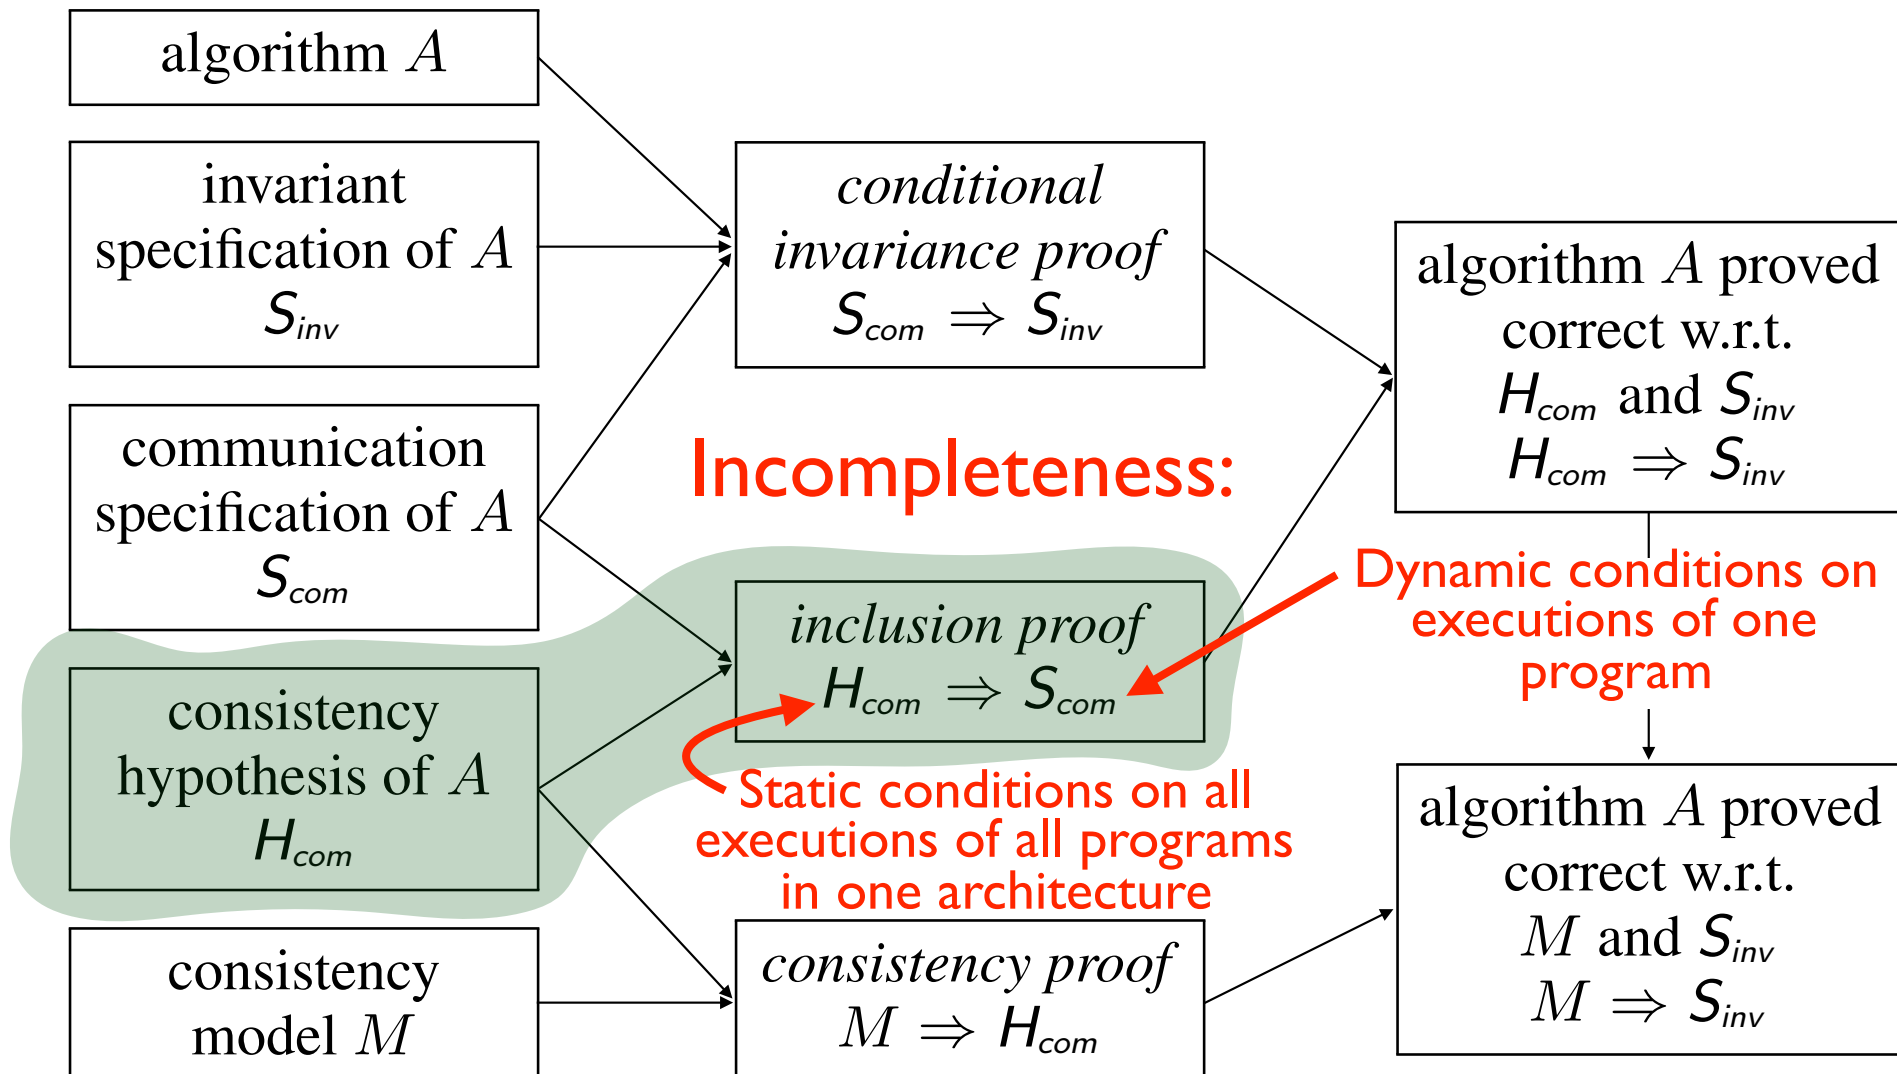 algorithm A
invariant
specification of A
S_inv
communication
specification of A
S_com
consistency
hypothesis of A
H_com
consistency
model M
conditional
invariance proof
S_com ⇒ S_inv
Incompleteness:
inclusion proof
H_com ⇒ S_com
Static conditions on all
executions of all programs
in one architecture
consistency proof
M ⇒ H_com
algorithm A proved
correct w.r.t.
H_com and S_inv
H_com ⇒ S_inv
Dynamic conditions on
executions of one
program
algorithm A proved
correct w.r.t.
M and S_inv
M ⇒ S_inv